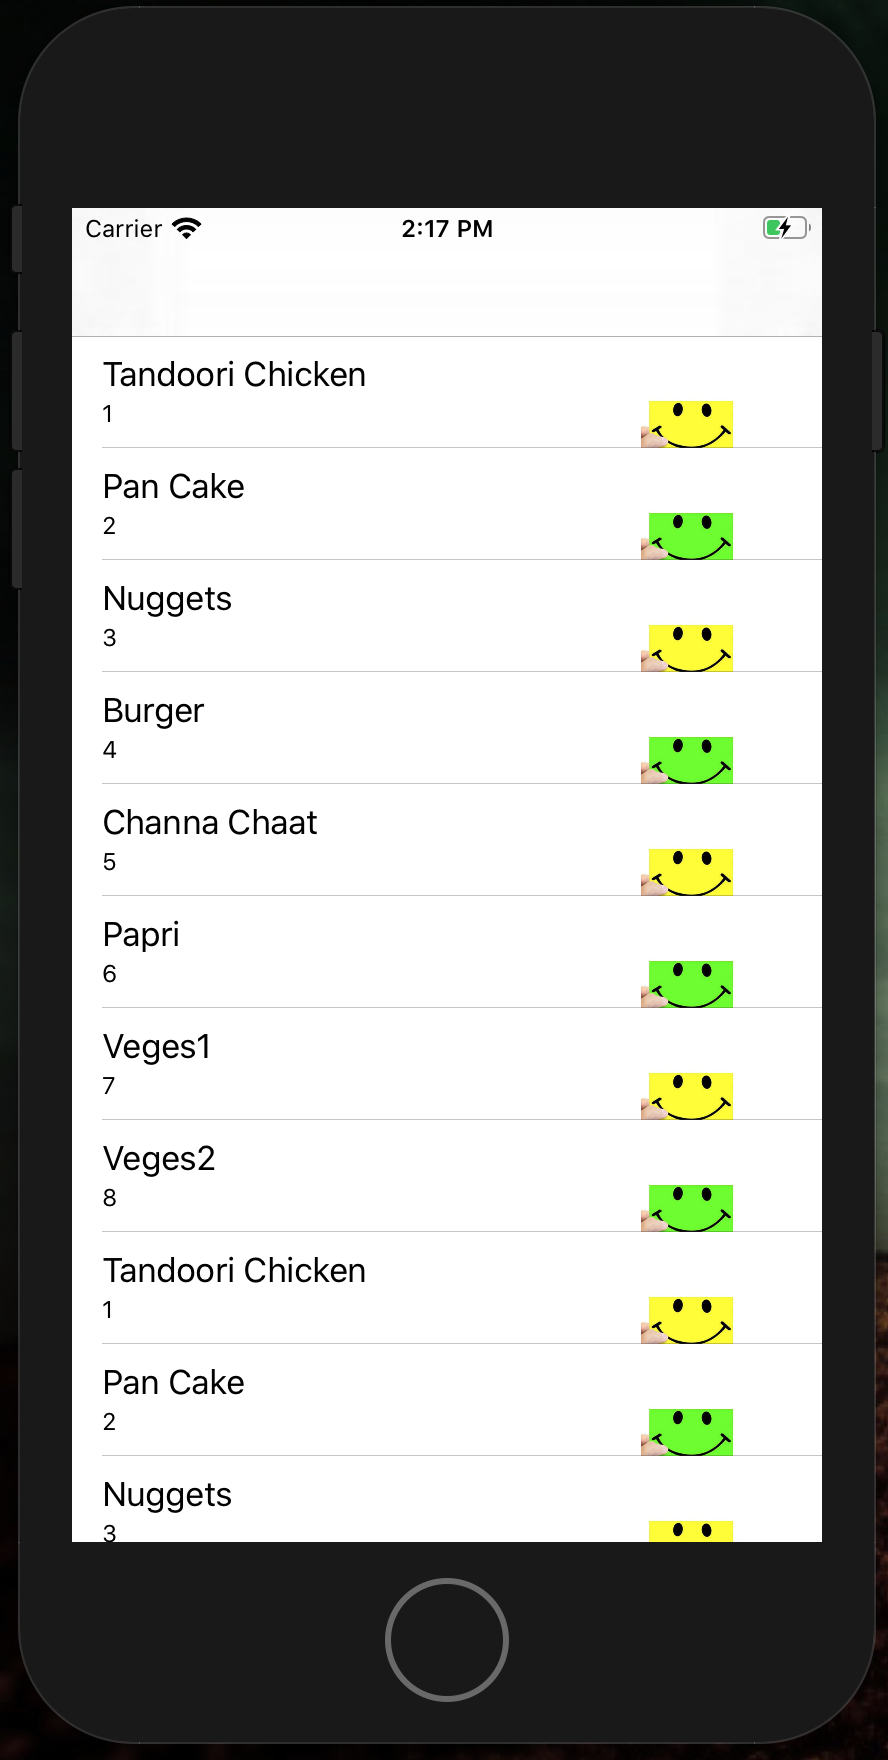 Carrier 2:17 PM
Tandoori Chicken
1
Pan Cake
2
Nuggets
3
Burger
4
Channa Chaat
5
Papri
6
Veges1
7
Veges2
8
Tandoori Chicken
1
Pan Cake
2
Nuggets
3